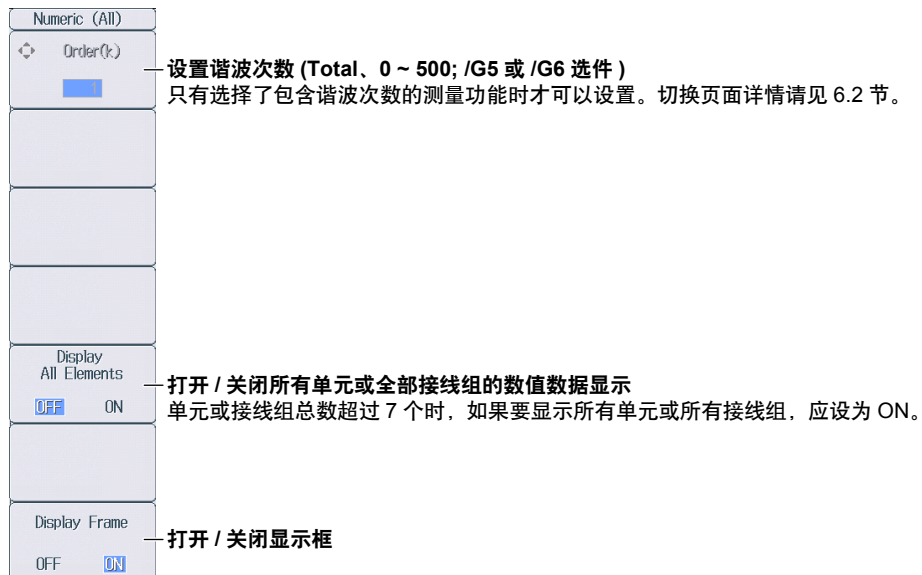 Numeric (All)
Order(k)
1
设置谐波次数 (Total、0 ~ 500; /G5 或 /G6 选件 )
只有选择了包含谐波次数的测量功能时才可以设置。切换页面详情请见 6.2 节。
Display
All Elements
OFF ON
打开 / 关闭所有单元或全部接线组的数值数据显示
单元或接线组总数超过 7 个时，如果要显示所有单元或所有接线组，应设为 ON。
Display Frame
OFF ON
打开 / 关闭显示框